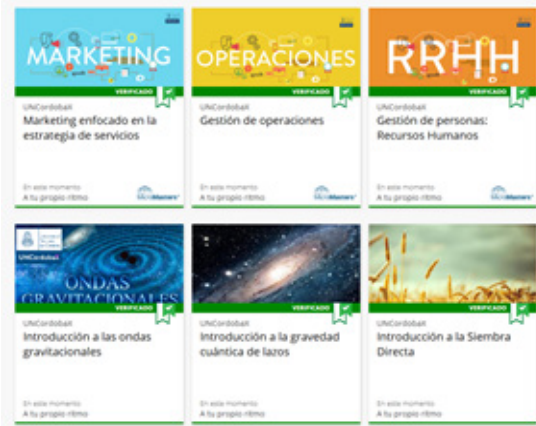 MARKETING
VERIFICADO
UNCordobaX
Marketing enfocado en la
estrategia de servicios
En este momento
A tu propio ritmo
MicroMasters
OPERACIONES
VERIFICADO
UNCordobaX
Gestión de operaciones
En este momento
A tu propio ritmo
MicroMasters
RRHH
VERIFICADO
UNCordobaX
Gestión de personas:
Recursos Humanos
En este momento
A tu propio ritmo
MicroMasters
UNCordobaX
ONDAS
GRAVITACIONALES
VERIFICADO
UNCordobaX
Introducción a las ondas
gravitacionales
En este momento
A tu propio ritmo
VERIFICADO
UNCordobaX
Introducción a la gravedad
cuántica de lazos
En este momento
A tu propio ritmo
VERIFICADO
UNCordobaX
Introducción a la Siembra
Directa
En este momento
A tu propio ritmo